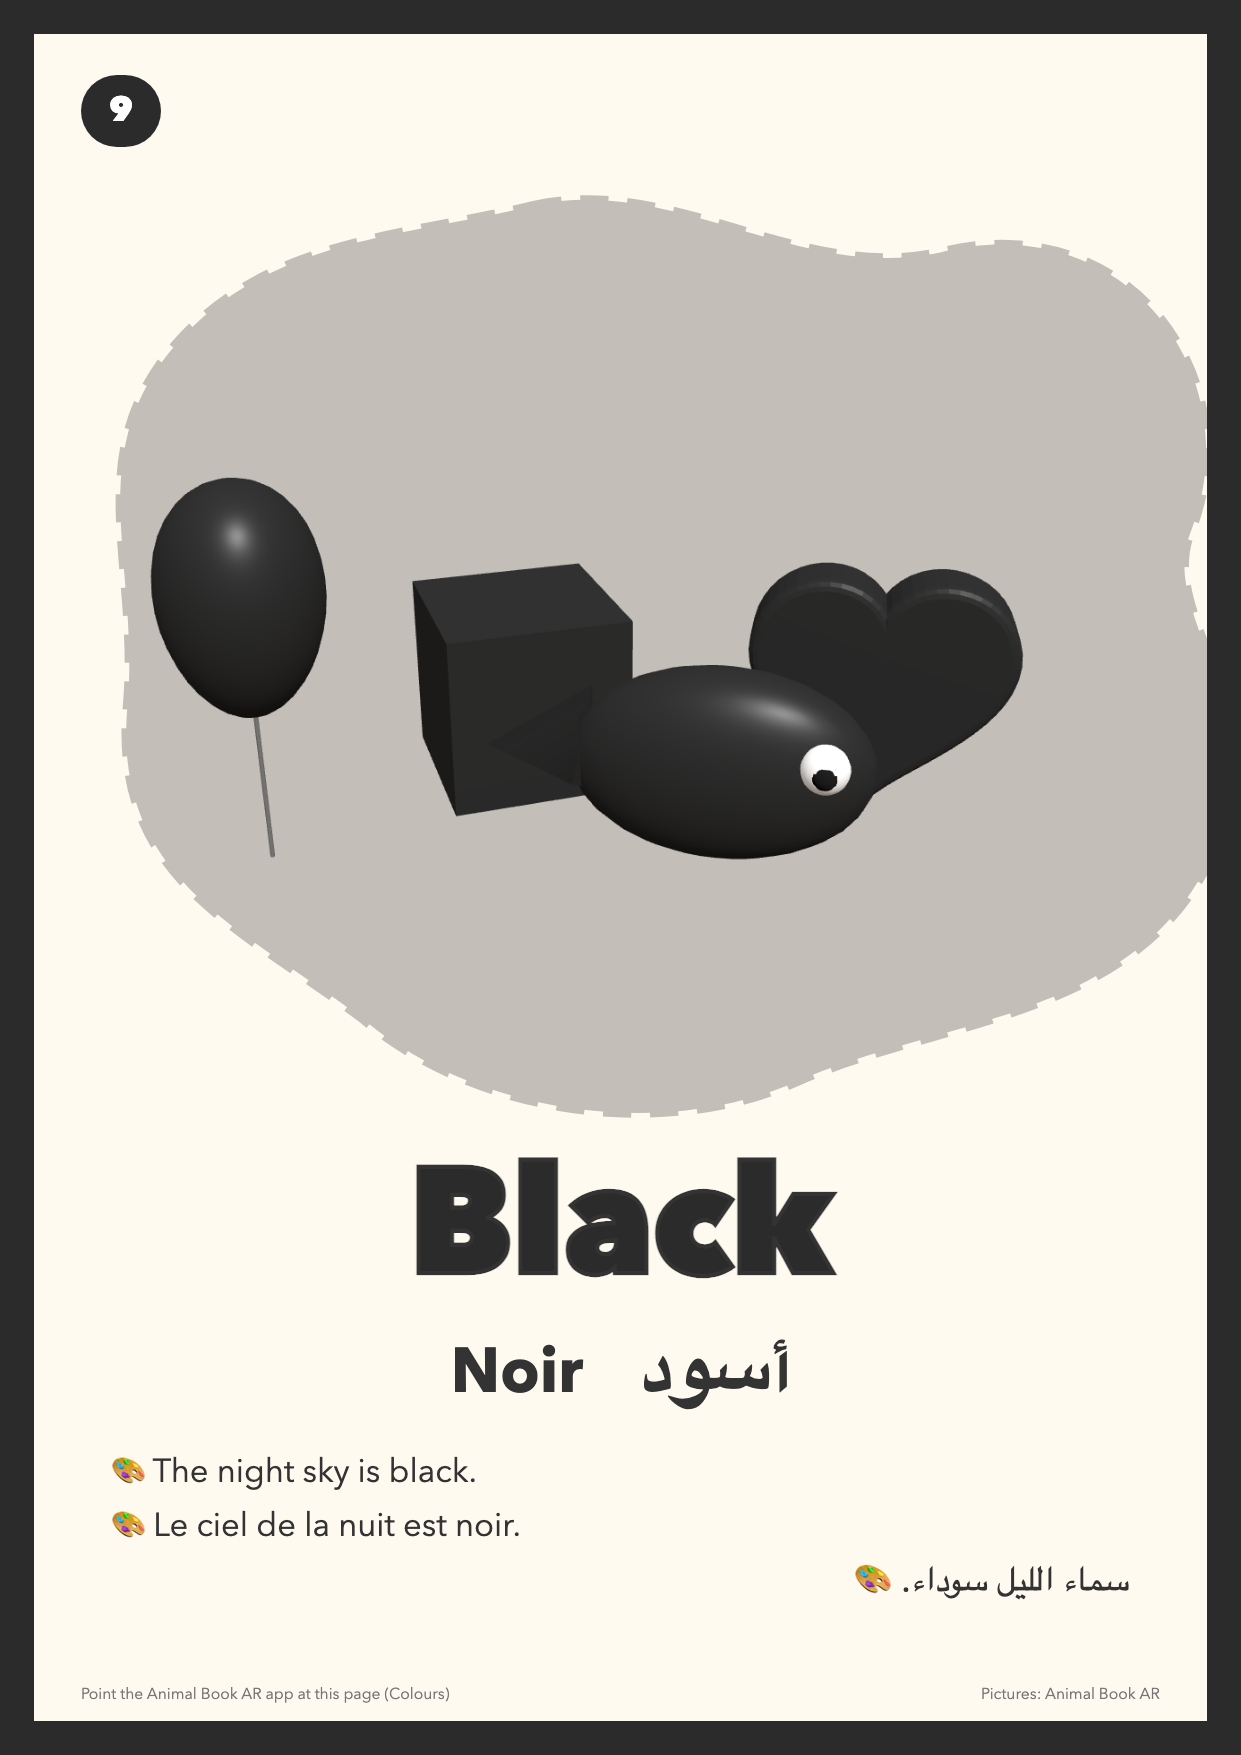 9
Black
Noir أسود
The night sky is black.
Le ciel de la nuit est noir.
سماء الليل سوداء.
Point the Animal Book AR app at this page (Colours)
Pictures: Animal Book AR